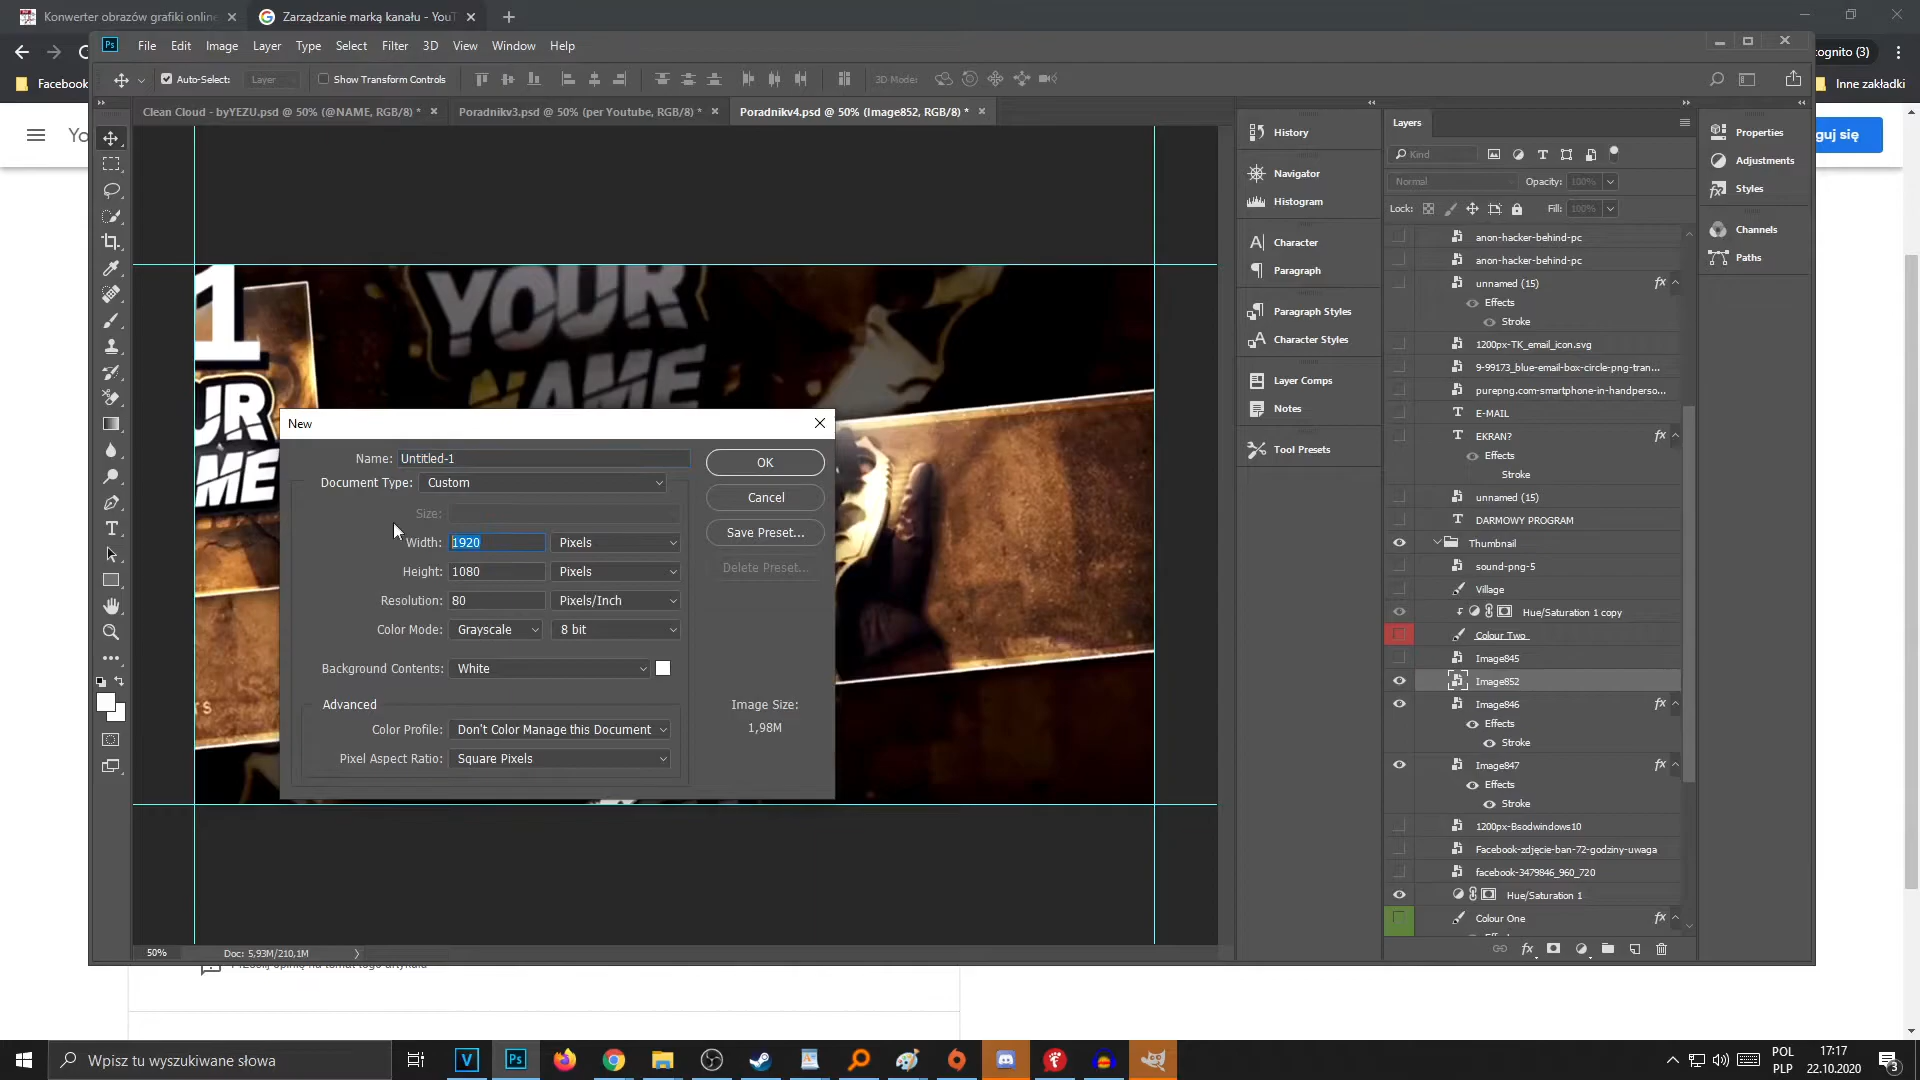 Konwerter obrazów grafiki online
Zarządzanie marką kanału - YouT
Ps
File Edit Image Layer Type Select Filter 3D View Window Help
cognito (3)
Facebook
Auto-Select: Layer
Show Transform Controls
3D Mode:
Inne zakładki
Clean Cloud - byYEZU.psd @ 50% (@NAME, RGB/8) *
Poradnikv3.psd @ 50% (per Youtube, RGB/8) *
Poradnikv4.psd @ 50% (Image852, RGB/8) *
Yo
guj się
History
Navigator
Histogram
Character
Paragraph
Paragraph Styles
Character Styles
Layer Comps
Notes
Tool Presets
Layers
Kind
Normal
Opacity: 100%
Lock:
Fill: 100%
anon-hacker-behind-pc
anon-hacker-behind-pc
unnamed (15)
Effects
Stroke
1200px-TK_email_icon.svg
9-99173_blue-email-box-circle-png-tran...
purepng.com-smartphone-in-handperso...
E-MAIL
EKRAN?
Effects
Stroke
unnamed (15)
DARMOWY PROGRAM
Thumbnail
sound-png-5
Village
Hue/Saturation 1 copy
Colour Two
Image845
Image852
Image846
Effects
Stroke
Image847
Effects
Stroke
1200px-Bsodwindows10
Facebook-zdjęcie-ban-72-godziny-uwaga
facebook-3479846_960_720
Hue/Saturation 1
Colour One
Properties
Adjustments
Styles
Channels
Paths
1
YOUR
NAME
UR
ME
New
Name: Untitled-1
Document Type: Custom
Size:
Width: 1920 Pixels
Height: 1080 Pixels
Resolution: 80 Pixels/Inch
Color Mode: Grayscale 8 bit
Background Contents: White
Advanced
Color Profile: Don't Color Manage this Document
Pixel Aspect Ratio: Square Pixels
OK
Cancel
Save Preset...
Delete Preset...
Image Size:
1,98M
50%
Doc: 5,93M/210,1M
Wpisz tu wyszukiwane słowa
POL
PLP
17:17
22.10.2020
3